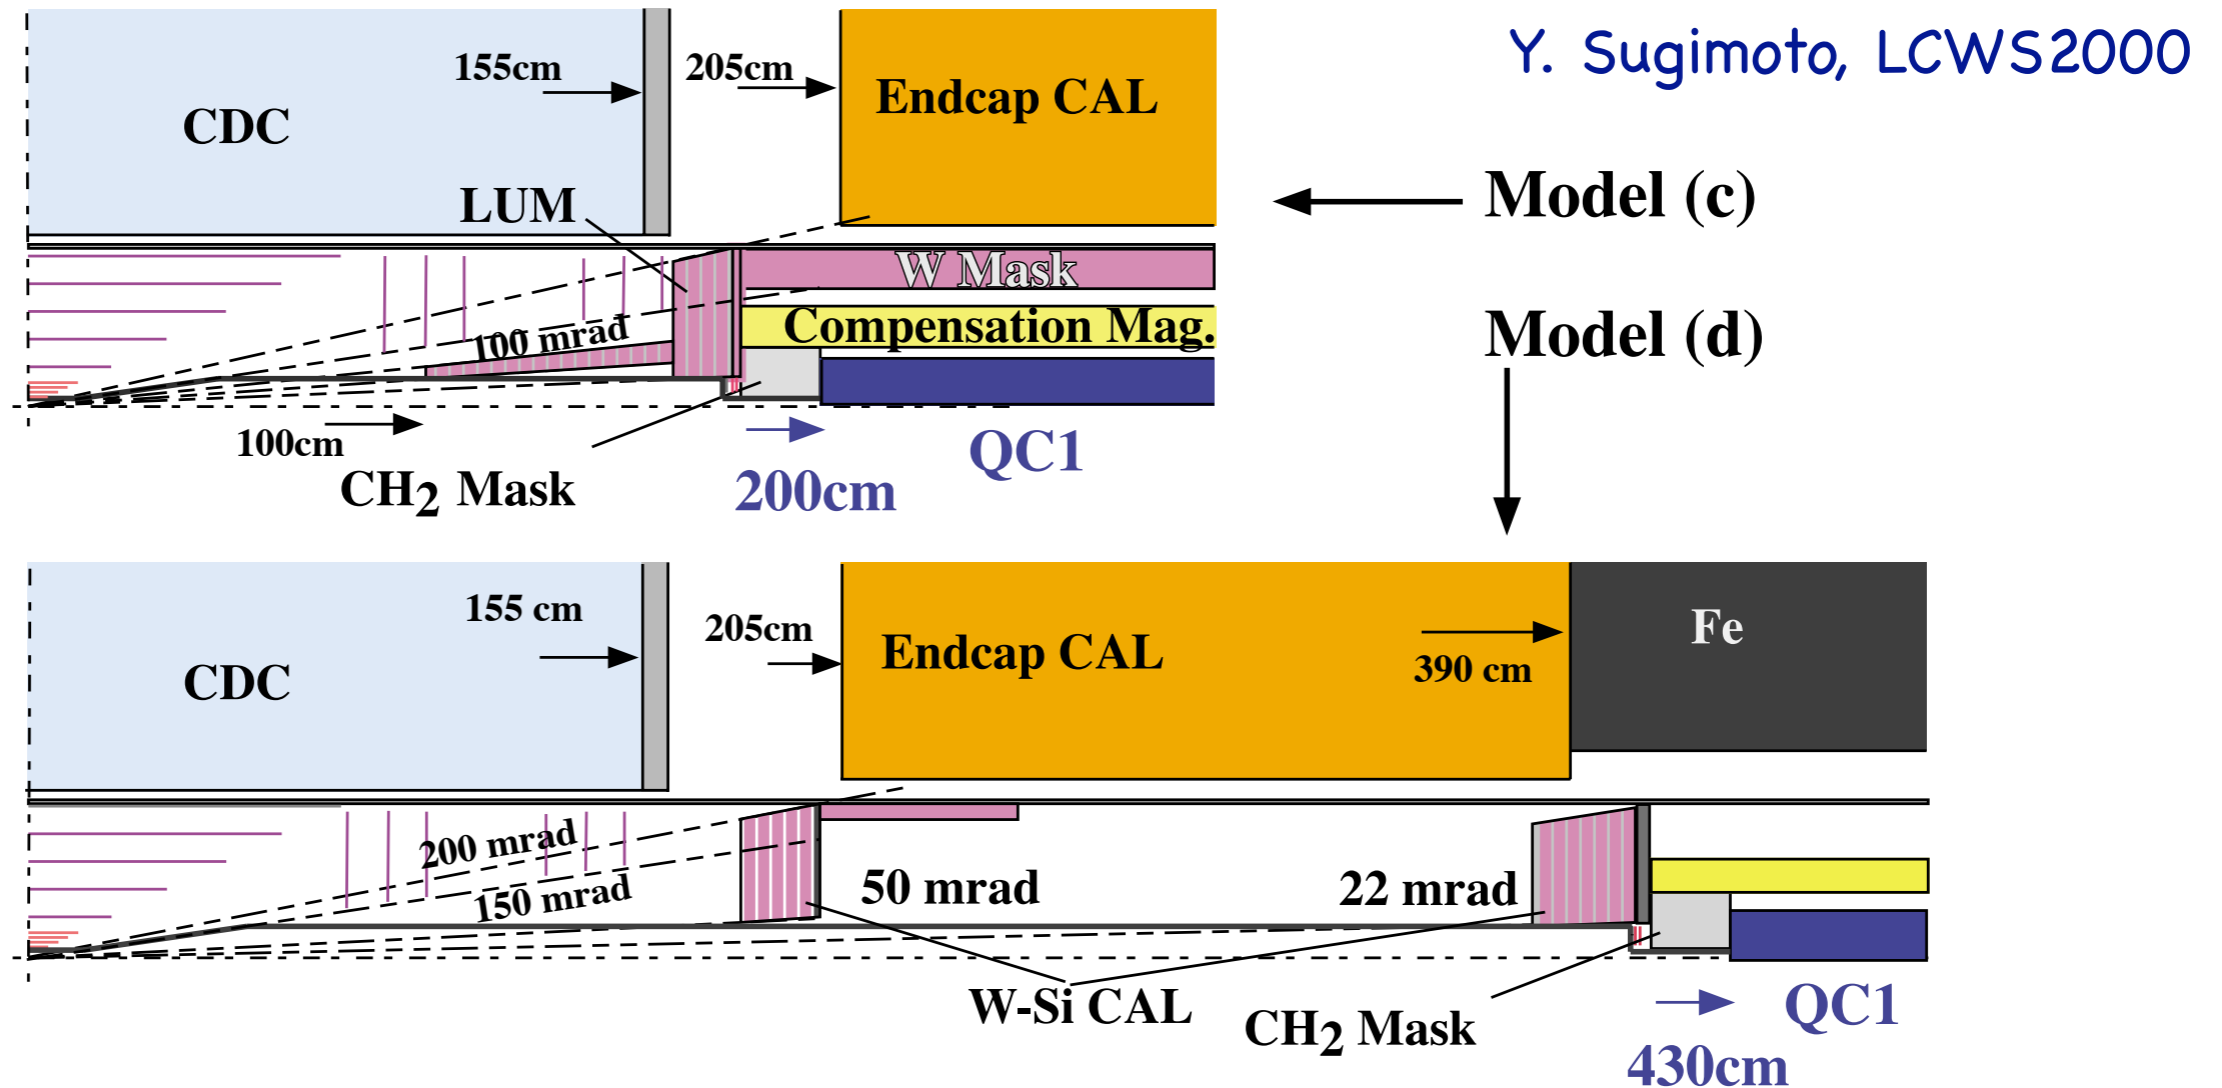 Y. Sugimoto, LCWS2000
155cm
205cm
Endcap CAL
CDC
Model (c)
LUM
W Mask
100 mrad
Compensation Mag.
Model (d)
100cm
QC1
CH2 Mask
200cm
155 cm
205cm
Endcap CAL
Fe
CDC
390 cm
200 mrad
150 mrad
50 mrad
22 mrad
W-Si CAL
CH2 Mask
QC1
430cm